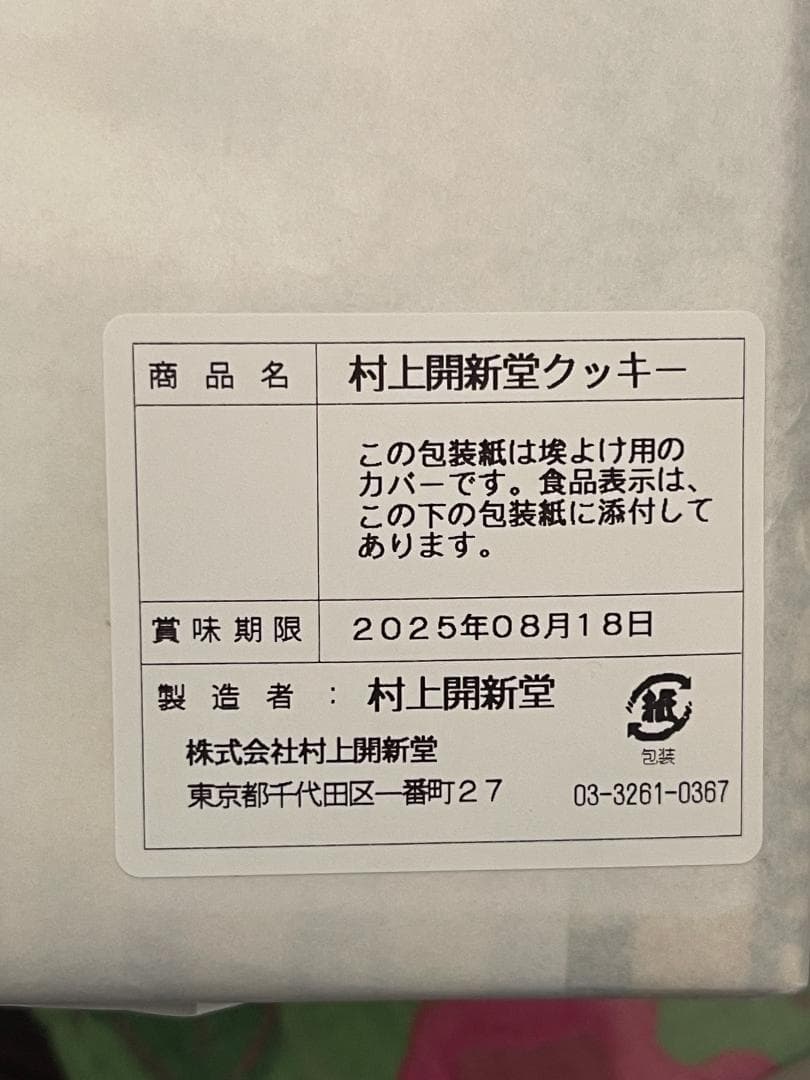 商品名 村上開新堂クッキー
この包装紙は埃よけ用の
カバーです。食品表示は、
この下の包装紙に添付して
あります。
賞味期限 2025年08月18日
製造者：村上開新堂
紙
包装
株式会社村上開新堂
東京都千代田区一番町27 03-3261-0367